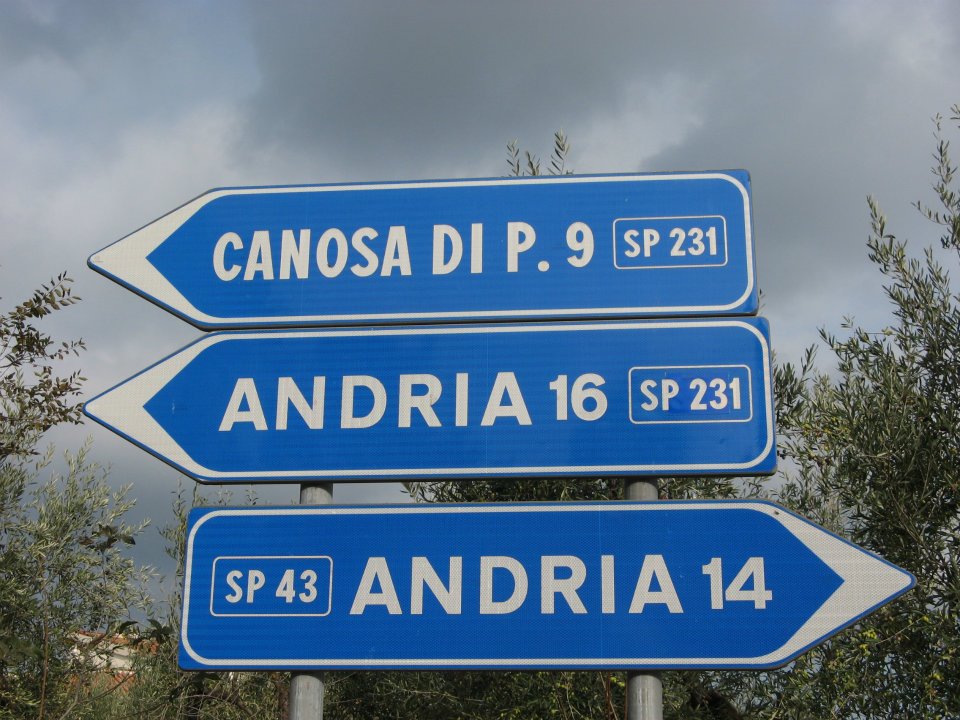 CANOSA DI P. 9 SP 231
ANDRIA 16 SP 231
SP 43 ANDRIA 14